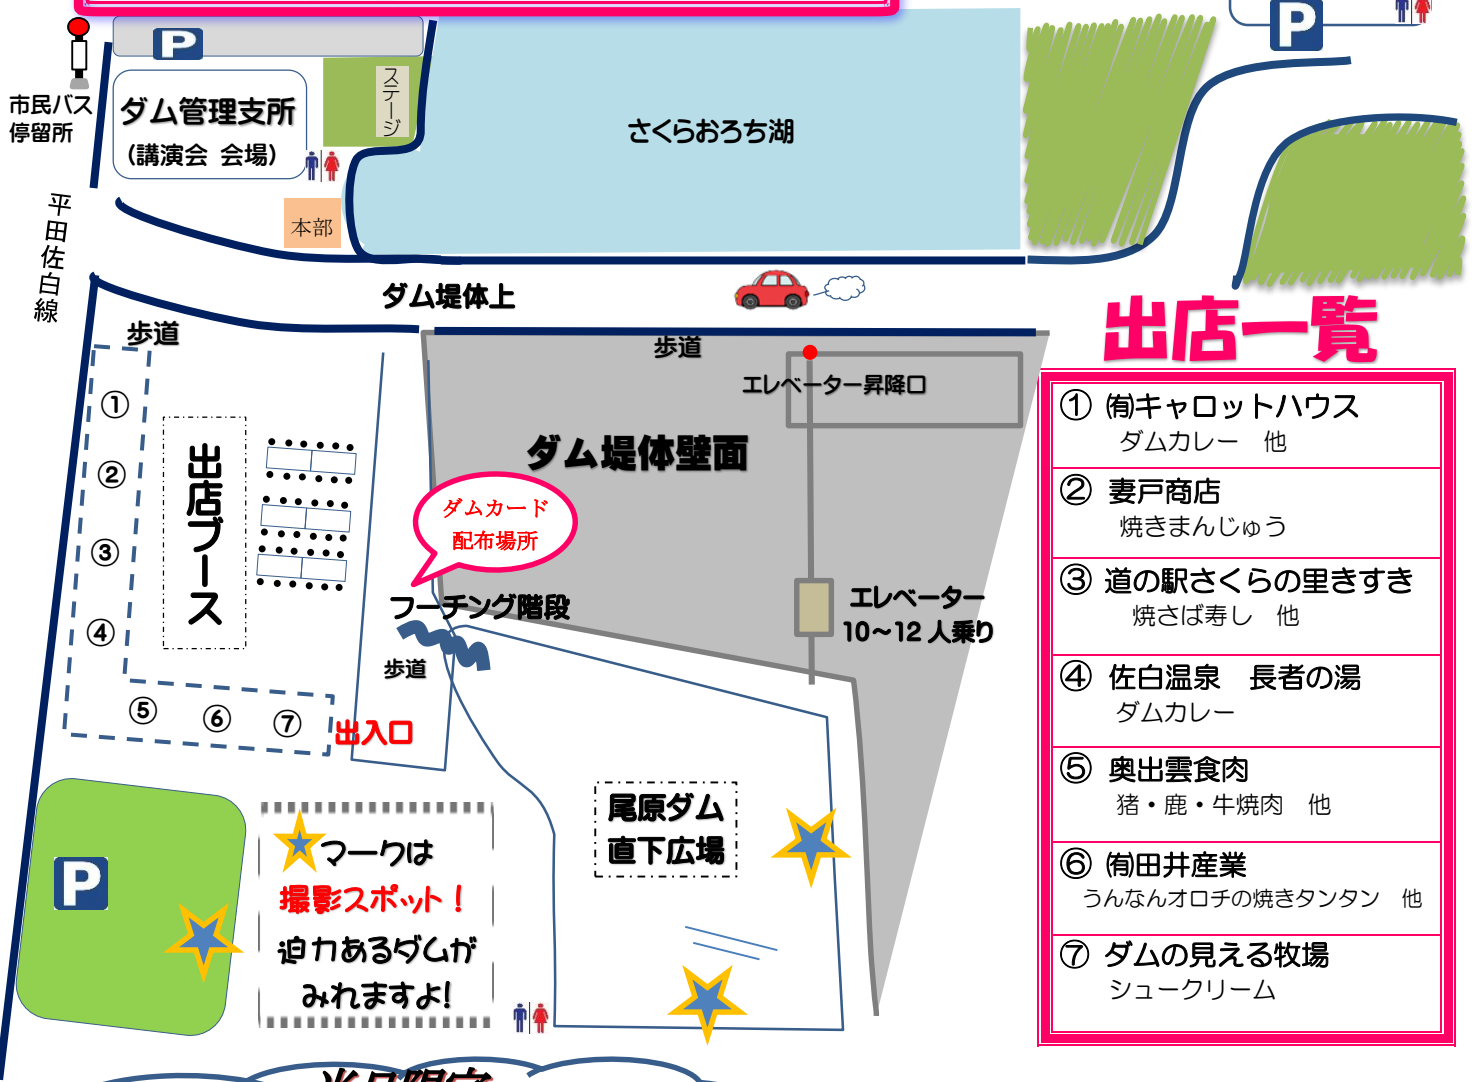 P
P
市民バス
停留所
ダム管理支所
(講演会 会場)
ステージ
さくらおろち湖
本部
平田佐白線
ダム堤体上
歩道
歩道
エレベーター昇降口
ダム堤体壁面
出店ブース
①
②
③
④
⑤
⑥
⑦
ダムカード
配布場所
フーチング階段
歩道
エレベーター
10～12人乗り
出入口
尾原ダム
直下広場
P
マークは
撮影スポット！
迫力あるダムが
みれますよ!
出店一覧
① ㈲キャロットハウス
ダムカレー 他
② 妻戸商店
焼きまんじゅう
③ 道の駅さくらの里きすき
焼さば寿し 他
④ 佐白温泉 長者の湯
ダムカレー
⑤ 奥出雲食肉
猪・鹿・牛焼肉 他
⑥ ㈲田井産業
うんなんオロチの焼きタンタン 他
⑦ ダムの見える牧場
シュークリーム